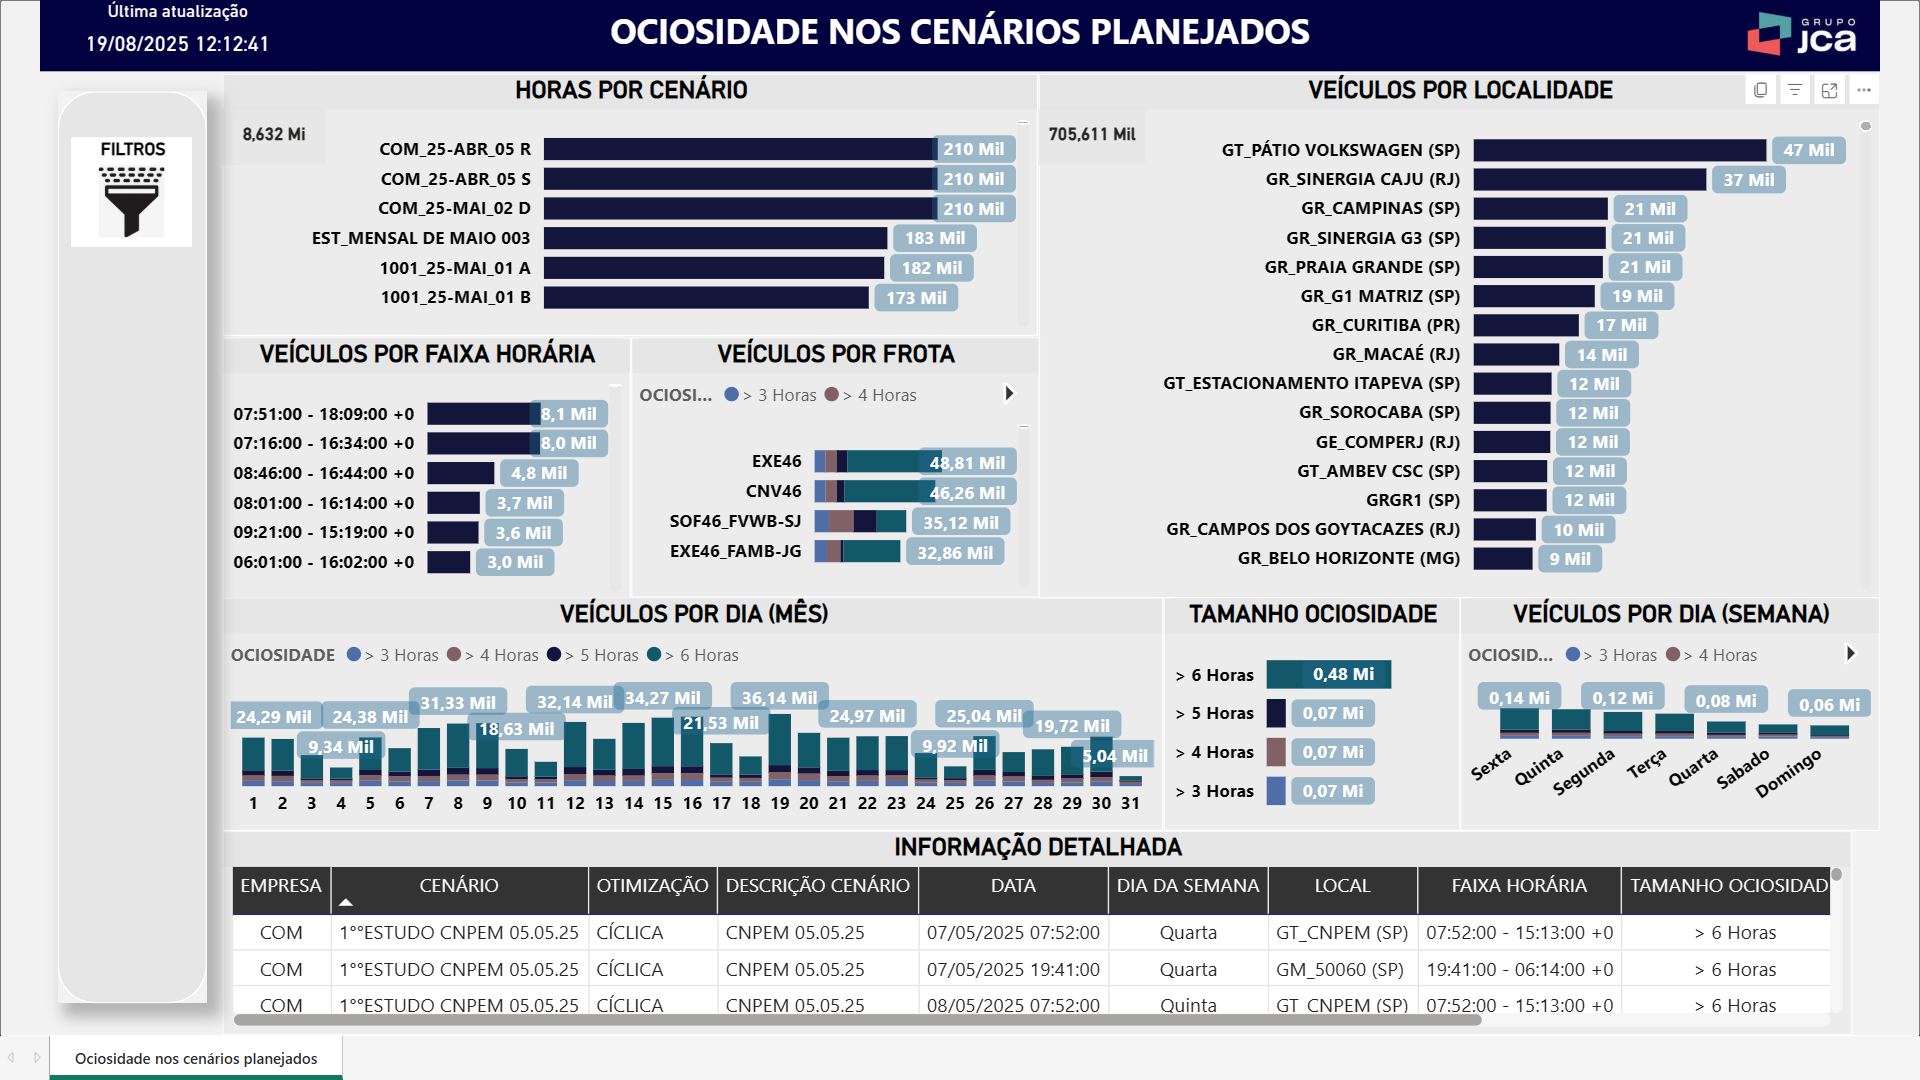 Última atualização
19/08/2025 12:12:41
OCIOSIDADE NOS CENÁRIOS PLANEJADOS
GRUPO
jca
FILTROS
HORAS POR CENÁRIO
8,632 Mi
COM_25-ABR_05 R 210 Mil
COM_25-ABR_05 S 210 Mil
COM_25-MAI_02 D 210 Mil
EST_MENSAL DE MAIO 003 183 Mil
1001_25-MAI_01 A 182 Mil
1001_25-MAI_01 B 173 Mil
VEÍCULOS POR LOCALIDADE
705,611 Mil
GT_PÁTIO VOLKSWAGEN (SP) 47 Mil
GR_SINERGIA CAJU (RJ) 37 Mil
GR_CAMPINAS (SP) 21 Mil
GR_SINERGIA G3 (SP) 21 Mil
GR_PRAIA GRANDE (SP) 21 Mil
GR_G1 MATRIZ (SP) 19 Mil
GR_CURITIBA (PR) 17 Mil
GR_MACAÉ (RJ) 14 Mil
GT_ESTACIONAMENTO ITAPEVA (SP) 12 Mil
GR_SOROCABA (SP) 12 Mil
GE_COMPERJ (RJ) 12 Mil
GT_AMBEV CSC (SP) 12 Mil
GRGR1 (SP) 12 Mil
GR_CAMPOS DOS GOYTACAZES (RJ) 10 Mil
GR_BELO HORIZONTE (MG) 9 Mil
VEÍCULOS POR FAIXA HORÁRIA
07:51:00 - 18:09:00 +0 8,1 Mil
07:16:00 - 16:34:00 +0 8,0 Mil
08:46:00 - 16:44:00 +0 4,8 Mil
08:01:00 - 16:14:00 +0 3,7 Mil
09:21:00 - 15:19:00 +0 3,6 Mil
06:01:00 - 16:02:00 +0 3,0 Mil
VEÍCULOS POR FROTA
OCIOSI... > 3 Horas > 4 Horas
EXE46 48,81 Mil
CNV46 46,26 Mil
SOF46_FVWB-SJ 35,12 Mil
EXE46_FAMB-JG 32,86 Mil
VEÍCULOS POR DIA (MÊS)
OCIOSIDADE > 3 Horas > 4 Horas > 5 Horas > 6 Horas
24,29 Mil 9,34 Mil 24,38 Mil 31,33 Mil 18,63 Mil 32,14 Mil 34,27 Mil 21,53 Mil 36,14 Mil 24,97 Mil 9,92 Mil 25,04 Mil 19,72 Mil 5,04 Mil
1 2 3 4 5 6 7 8 9 10 11 12 13 14 15 16 17 18 19 20 21 22 23 24 25 26 27 28 29 30 31
TAMANHO OCIOSIDADE
> 6 Horas 0,48 Mi
> 5 Horas 0,07 Mi
> 4 Horas 0,07 Mi
> 3 Horas 0,07 Mi
VEÍCULOS POR DIA (SEMANA)
OCIOSID... > 3 Horas > 4 Horas
0,14 Mi 0,12 Mi 0,08 Mi 0,06 Mi
Sexta Quinta Segunda Terça Quarta Sabado Domingo
INFORMAÇÃO DETALHADA
EMPRESA CENÁRIO OTIMIZAÇÃO DESCRIÇÃO CENÁRIO DATA DIA DA SEMANA LOCAL FAIXA HORÁRIA TAMANHO OCIOSIDAD
COM 1°°ESTUDO CNPEM 05.05.25 CÍCLICA CNPEM 05.05.25 07/05/2025 07:52:00 Quarta GT_CNPEM (SP) 07:52:00 - 15:13:00 +0 > 6 Horas
COM 1°°ESTUDO CNPEM 05.05.25 CÍCLICA CNPEM 05.05.25 07/05/2025 19:41:00 Quarta GM_50060 (SP) 19:41:00 - 06:14:00 +0 > 6 Horas
COM 1°°ESTUDO CNPEM 05.05.25 CÍCLICA CNPEM 05.05.25 08/05/2025 07:52:00 Quinta GT_CNPEM (SP) 07:52:00 - 15:13:00 +0 > 6 Horas
Ociosidade nos cenários planejados